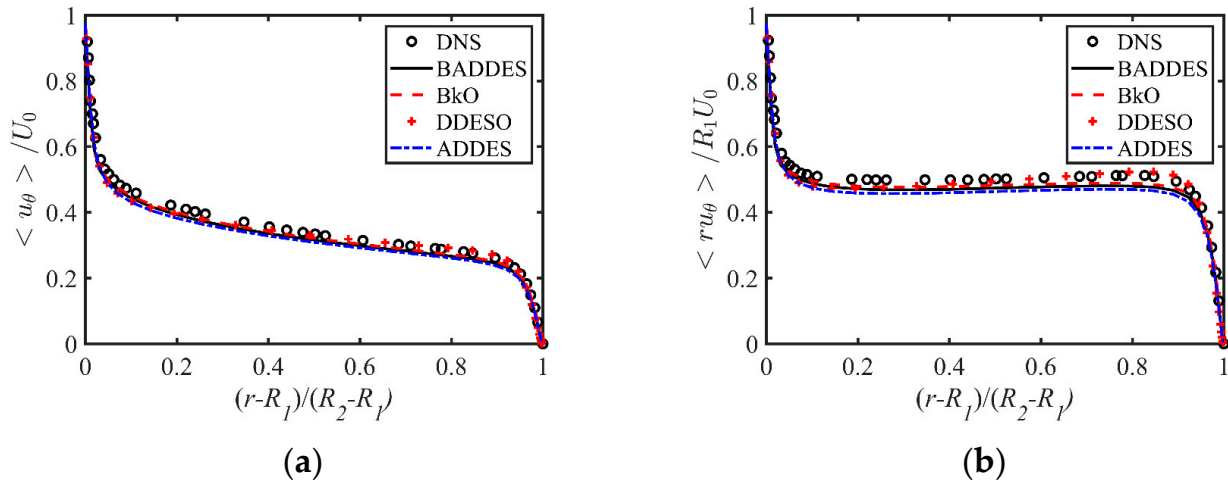 1
0.8
0.6
0.4
0.2
0
0 0.2 0.4 0.6 0.8 1
< u_θ > /U_0
(r-R_1)/(R_2-R_1)
DNS
BADDES
BkO
DDESO
ADDES
(a)
1
0.8
0.6
0.4
0.2
0
0 0.2 0.4 0.6 0.8 1
< ru_θ > /R_1U_0
(r-R_1)/(R_2-R_1)
DNS
BADDES
BkO
DDESO
ADDES
(b)